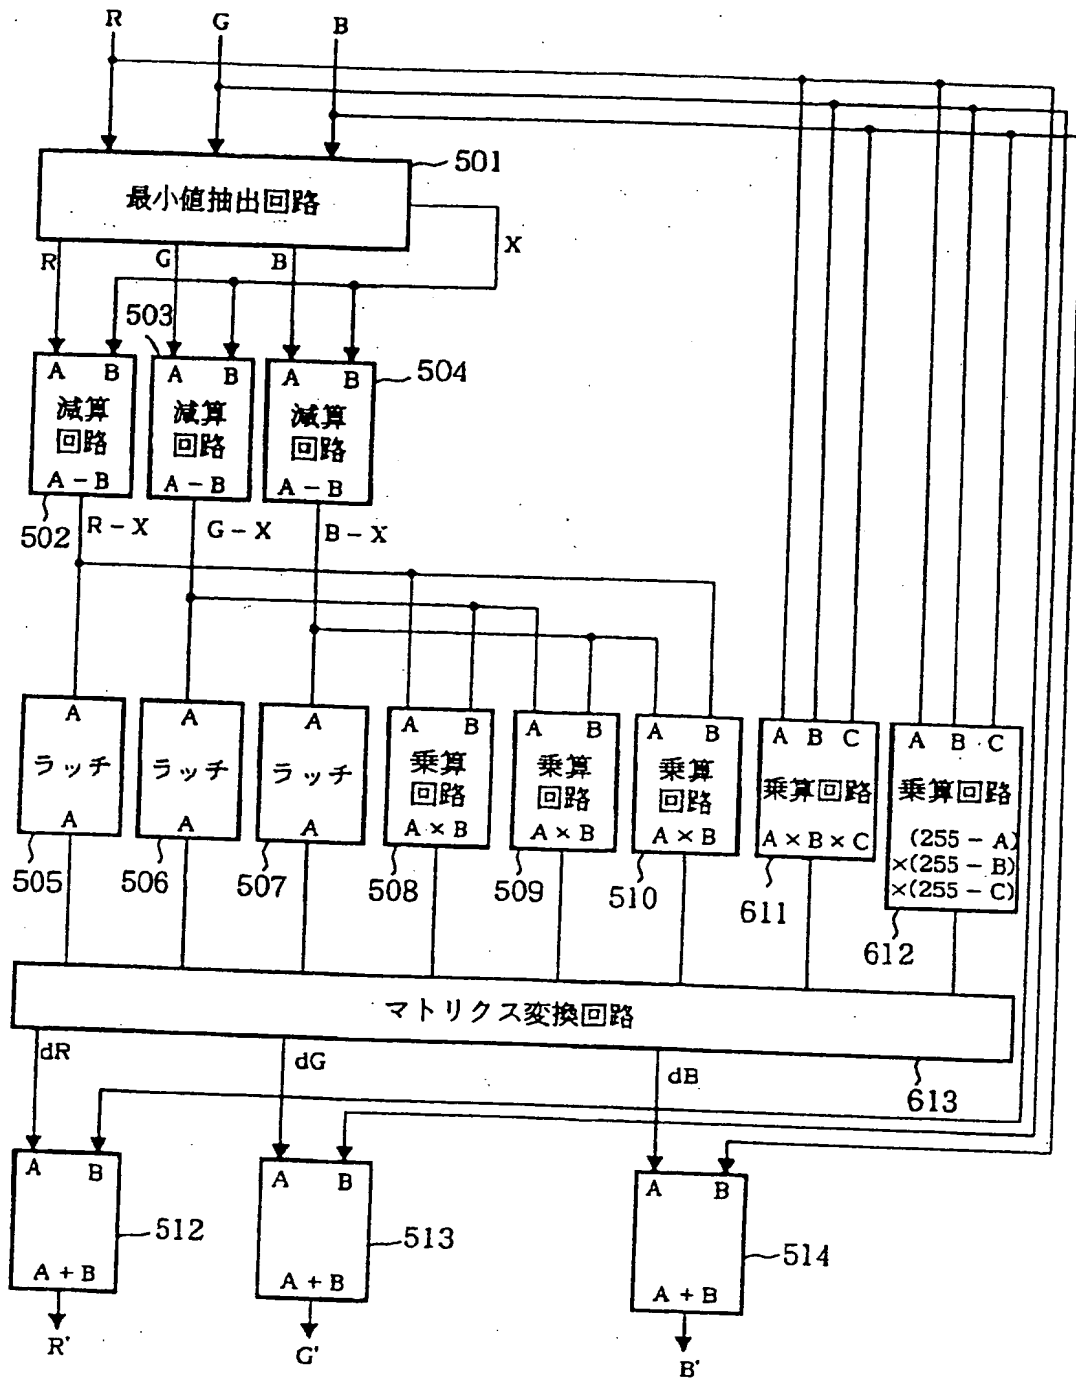 R G B
501
最小値抽出回路
X
R G B
503
504
A B A B A B
減算 減算 減算
回路 回路 回路
A - B A - B A - B
502
R - X G - X B - X
A A A A B A B A B A B C A B C
ラッチ ラッチ ラッチ
乗算 乗算 乗算 乗算回路 乗算回路
回路 回路 回路
A A A A × B A × B A × B A × B × C
(255 - A)
×(255 - B)
×(255 - C)
505 506 507 508 509 510 611 612
マトリクス変換回路
dR dG dB
613
A B A B A B
512 513 514
A + B A + B A + B
R' G' B'